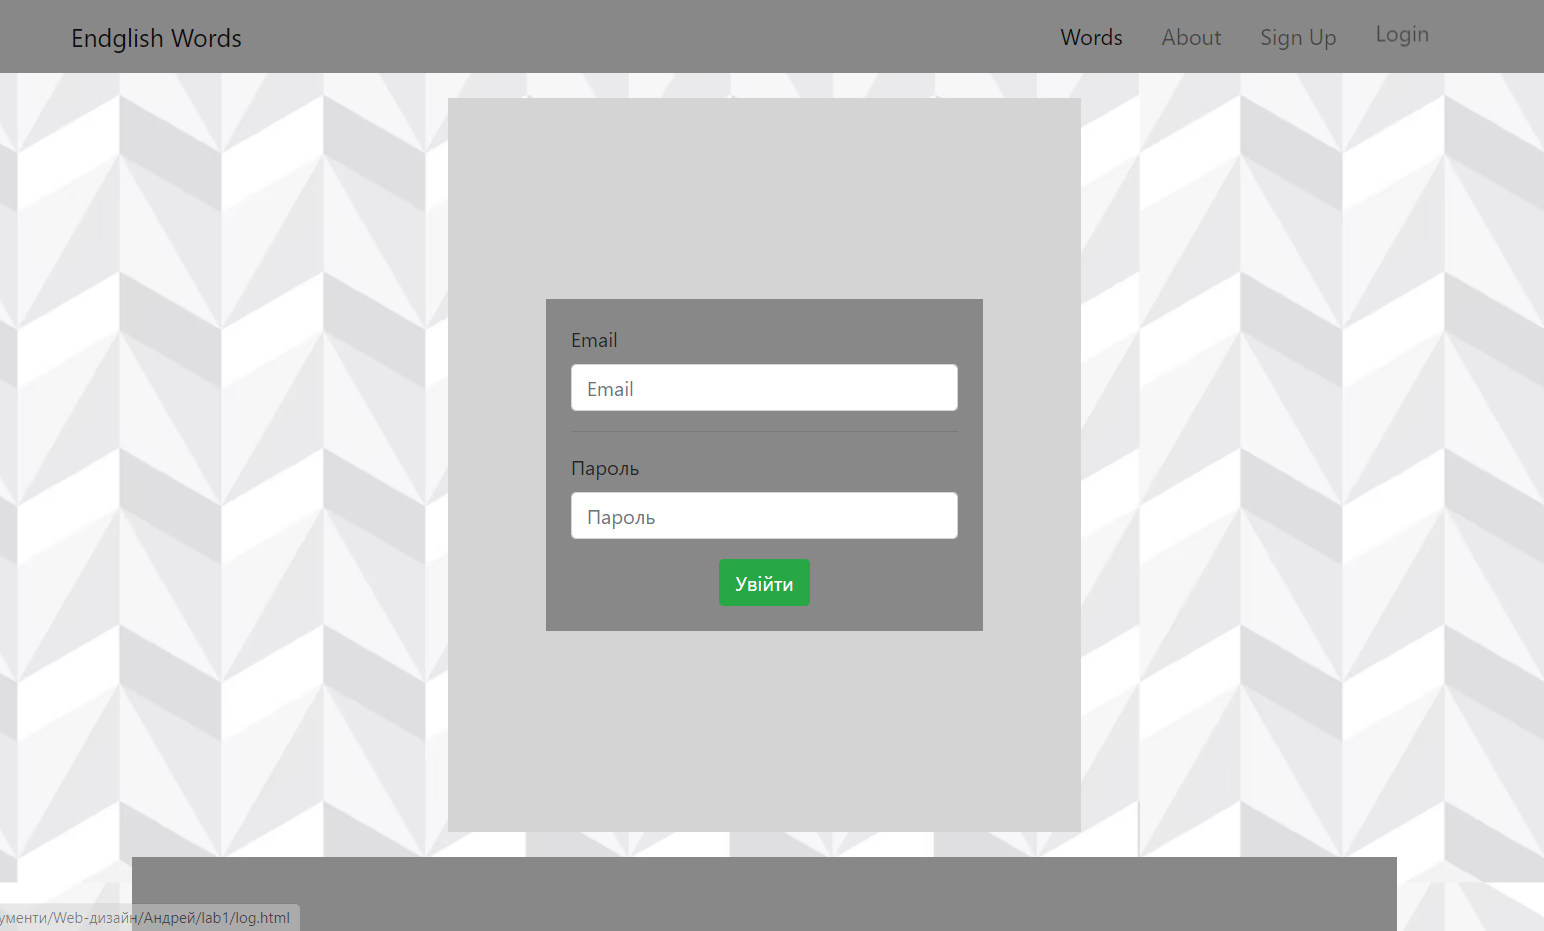 Endglish Words
Words About Sign Up Login
Email
Email
Пароль
Пароль
Увійти
ументи/Web-дизайн/Андрей/lab1/log.html